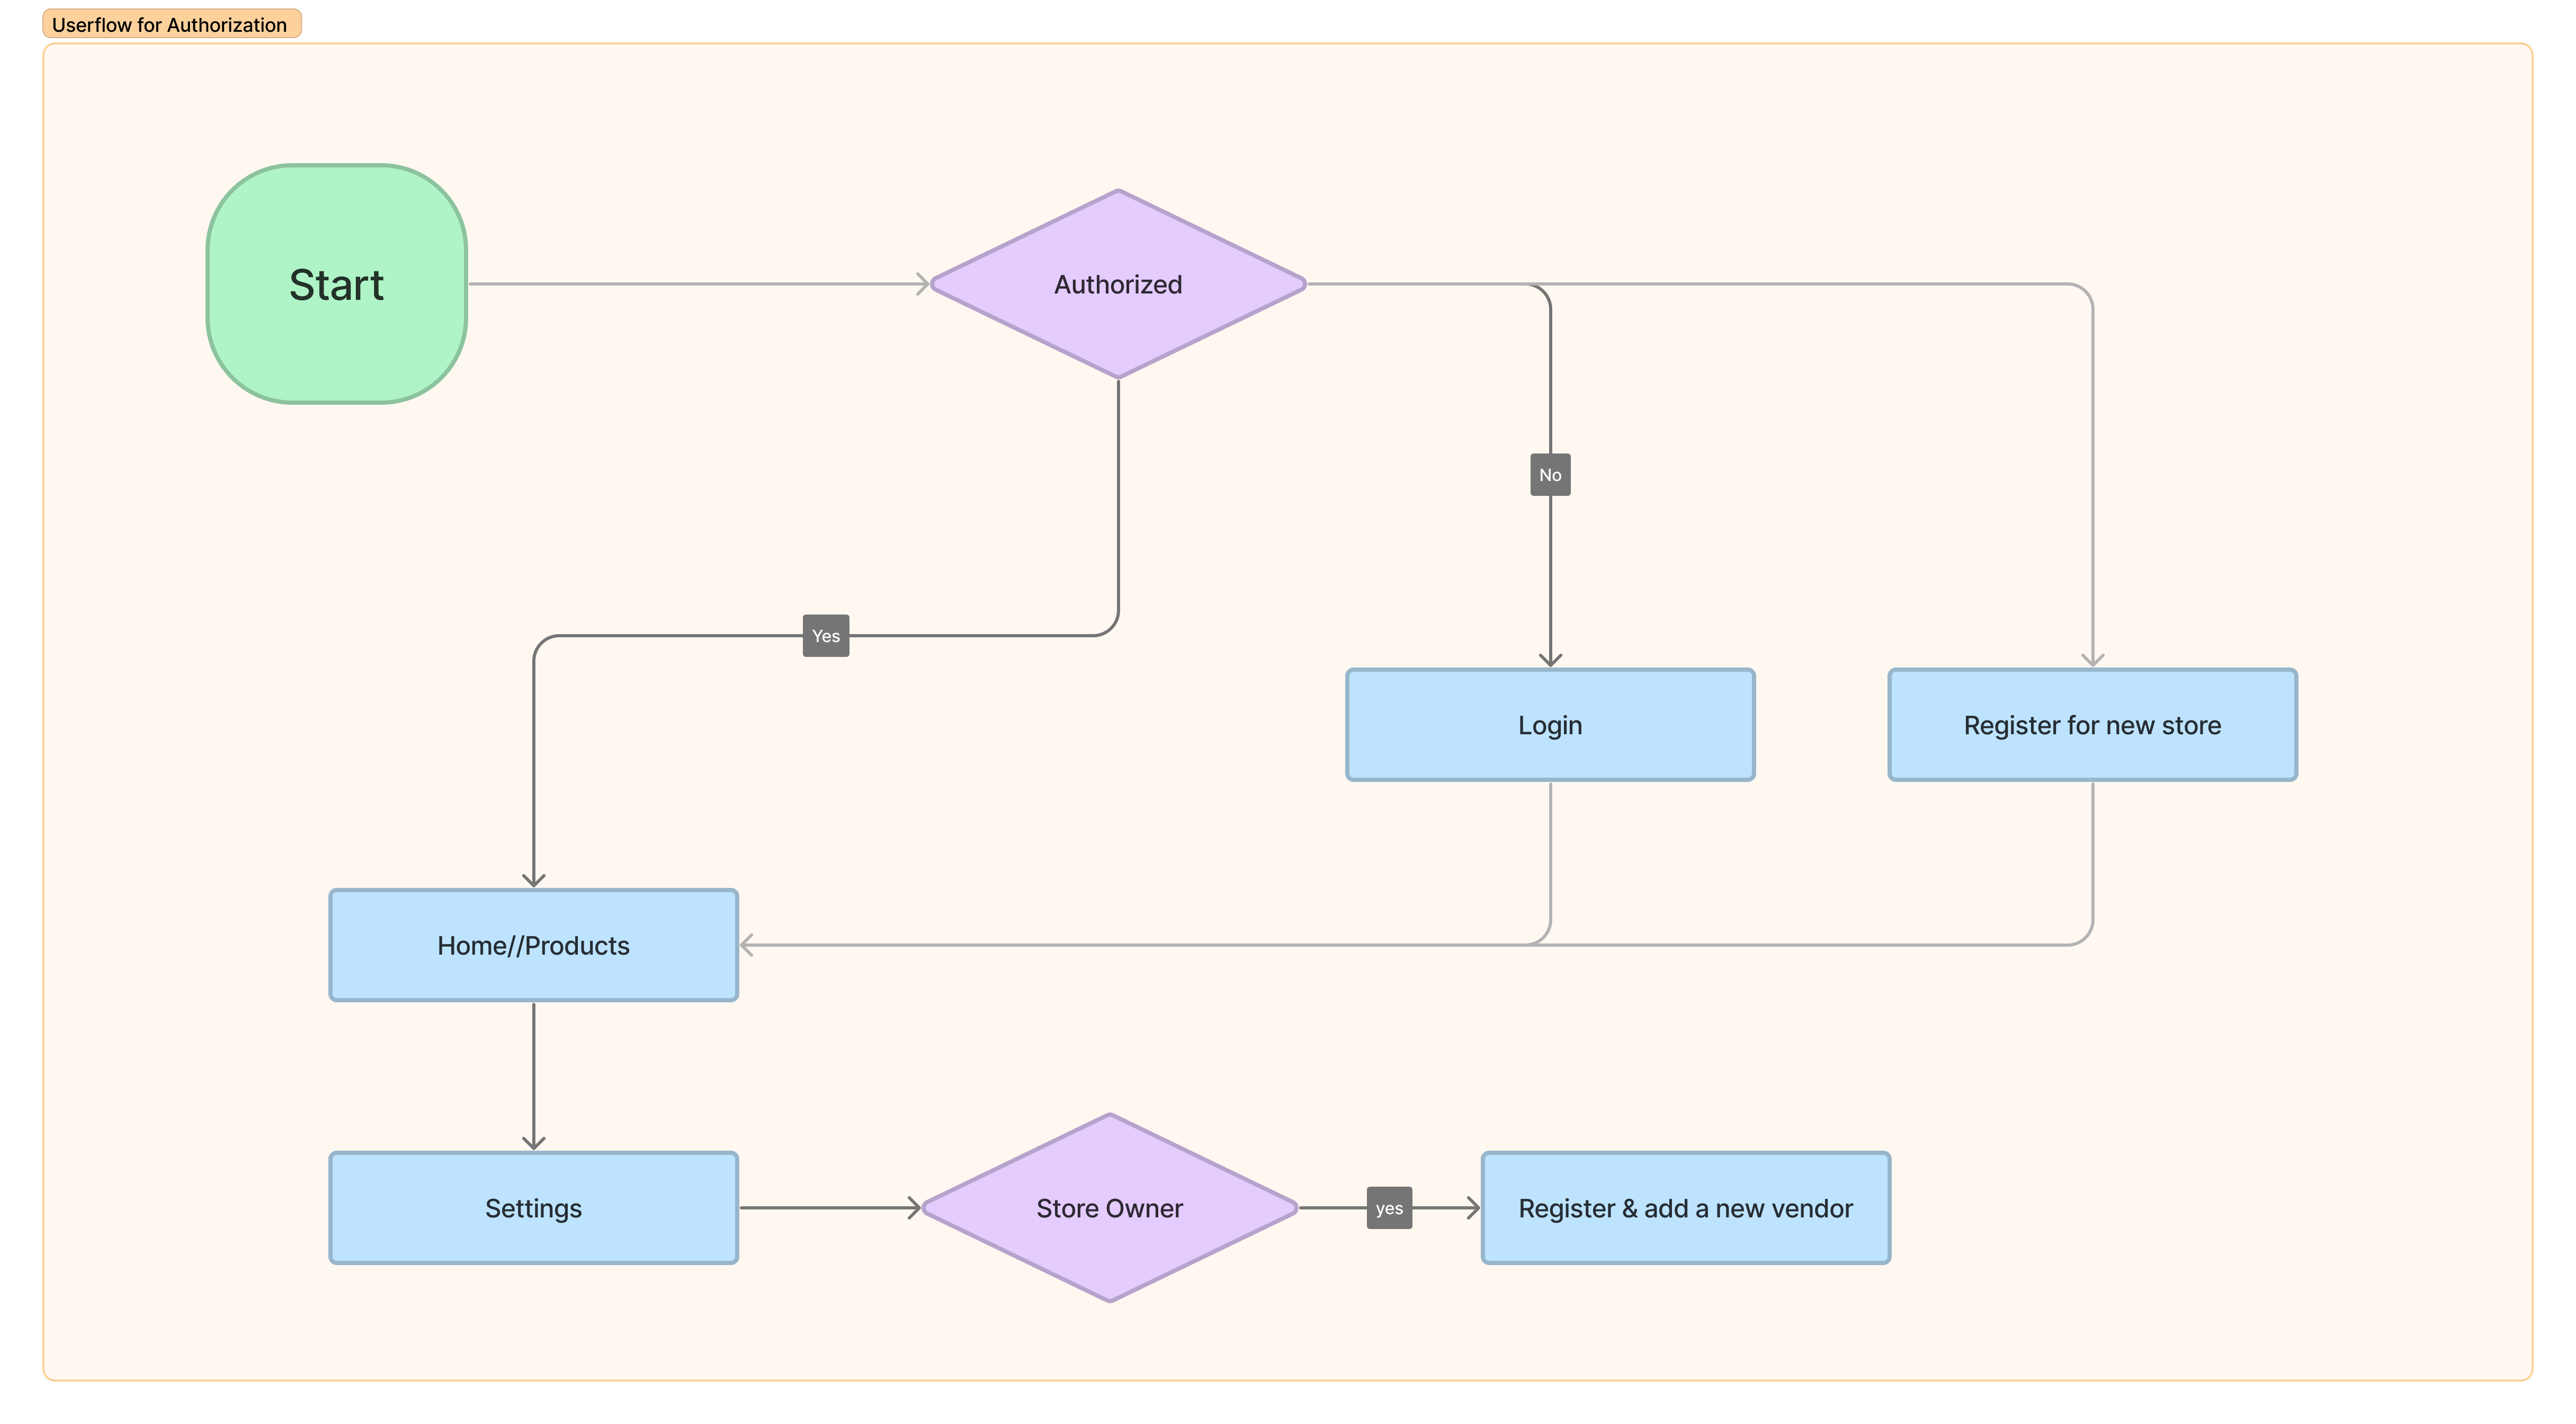 Userflow for Authorization
Start
Authorized
No
Yes
Login
Register for new store
Home//Products
Settings
Store Owner
yes
Register & add a new vendor